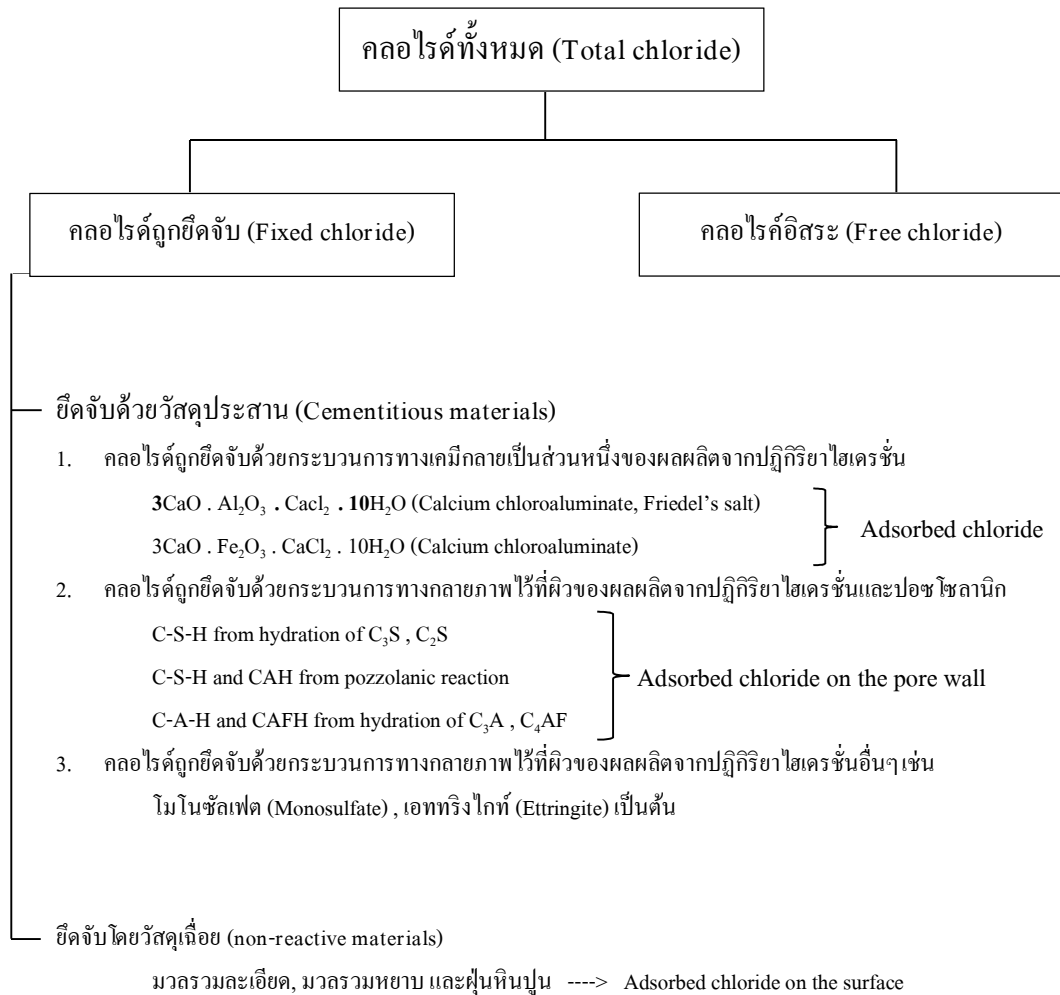 คลอไรด์ทั้งหมด (Total chloride)
คลอไรด์ถูกยึดจับ (Fixed chloride)
คลอไรค์อิสระ (Free chloride)
ยึดจับด้วยวัสดุประสาน (Cementitious materials)
1. คลอไรด์ถูกยึดจับด้วยกระบวนการทางเคมีกลายเป็นส่วนหนึ่งของผลผลิตจากปฏิกิริยาไฮเดรชั่น
3CaO . Al₂O₃ . Cacl₂ . 10H₂O (Calcium chloroaluminate, Friedel's salt)
3CaO . Fe₂O₃ . CaCl₂ . 10H₂O (Calcium chloroaluminate)
Adsorbed chloride
2. คลอไรด์ถูกยึดจับด้วยกระบวนการทางกลายภาพไว้ที่ผิวของผลผลิตจากปฏิกิริยาไฮเดรชั่นและปอซโซลานิก
C-S-H from hydration of C₃S , C₂S
C-S-H and CAH from pozzolanic reaction
C-A-H and CAFH from hydration of C₃A , C₄AF
Adsorbed chloride on the pore wall
3. คลอไรด์ถูกยึดจับด้วยกระบวนการทางกลายภาพไว้ที่ผิวของผลผลิตจากปฏิกิริยาไฮเดรชั่นอื่นๆ เช่น
โมโนซัลเฟต (Monosulfate) , เอททริงไกท์ (Ettringite) เป็นต้น
ยึดจับโดยวัสดุเฉื่อย (non-reactive materials)
มวลรวมละเอียด, มวลรวมหยาบ และฝุ่นหินปูน ----> Adsorbed chloride on the surface